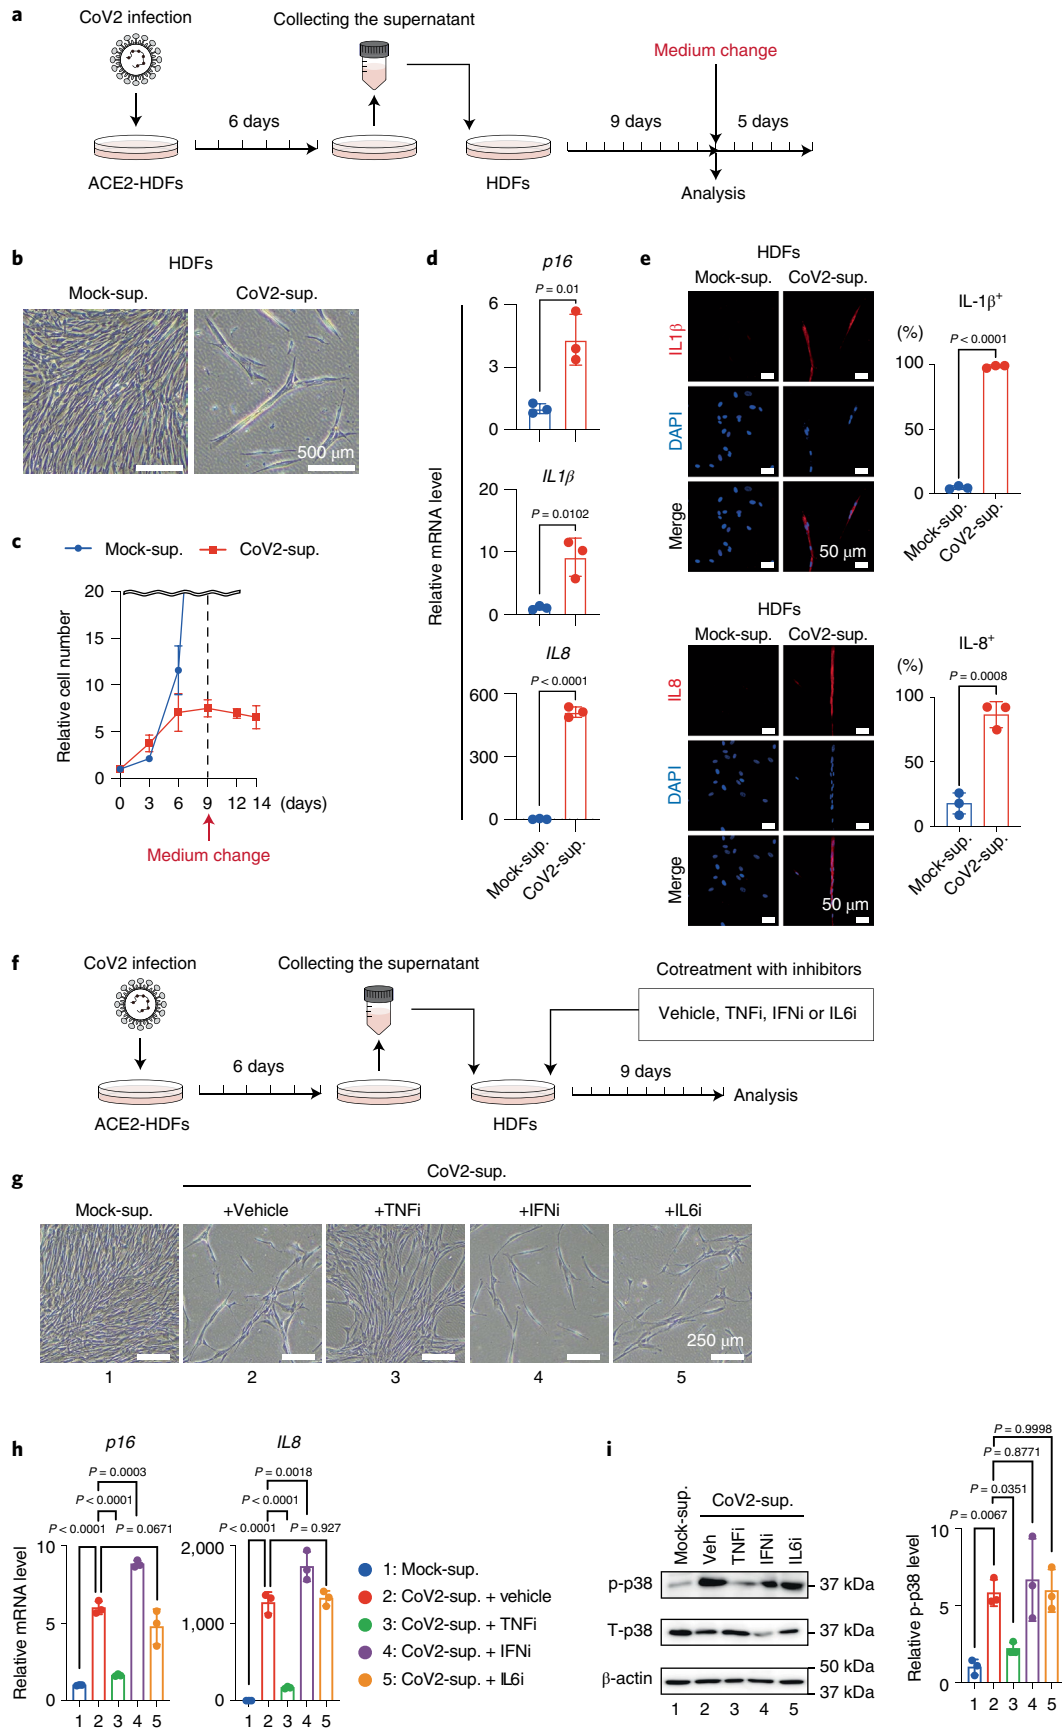 a
CoV2 infection
Collecting the supernatant
Medium change
6 days
9 days
5 days
ACE2-HDFs
HDFs
Analysis
b
HDFs
Mock-sup.
CoV2-sup.
500 μm
c
Mock-sup.
CoV2-sup.
Relative cell number
20
15
10
5
0
0 3 6 9 12 14 (days)
Medium change
d
Relative mRNA level
p16
P = 0.01
6
3
0
IL1β
P = 0.0102
20
10
0
IL8
P < 0.0001
600
300
0
Mock-sup.
CoV2-sup.
e
HDFs
Mock-sup.
CoV2-sup.
IL1β
DAPI
Merge
50 μm
IL-1β+
(%)
P < 0.0001
100
50
0
Mock-sup.
CoV2-sup.
HDFs
Mock-sup.
CoV2-sup.
IL8
DAPI
Merge
50 μm
IL-8+
(%)
P = 0.0008
100
50
0
Mock-sup.
CoV2-sup.
f
CoV2 infection
Collecting the supernatant
Cotreatment with inhibitors
Vehicle, TNFi, IFNi or IL6i
6 days
9 days
Analysis
ACE2-HDFs
HDFs
g
CoV2-sup.
Mock-sup.
+Vehicle
+TNFi
+IFNi
+IL6i
250 μm
1 2 3 4 5
h
p16
P = 0.0003
P < 0.0001
P < 0.0001
P = 0.0671
Relative mRNA level
10
5
0
1 2 3 4 5
IL8
P = 0.0018
P < 0.0001
P < 0.0001
P = 0.927
2,000
1,000
0
1 2 3 4 5
1: Mock-sup.
2: CoV2-sup. + vehicle
3: CoV2-sup. + TNFi
4: CoV2-sup. + IFNi
5: CoV2-sup. + IL6i
i
Mock-sup.
CoV2-sup.
Veh
TNFi
IFNi
IL6i
p-p38
37 kDa
T-p38
37 kDa
β-actin
50 kDa
37 kDa
1 2 3 4 5
P = 0.9998
P = 0.8771
P = 0.0351
P = 0.0067
Relative p-p38 level
10
5
0
1 2 3 4 5